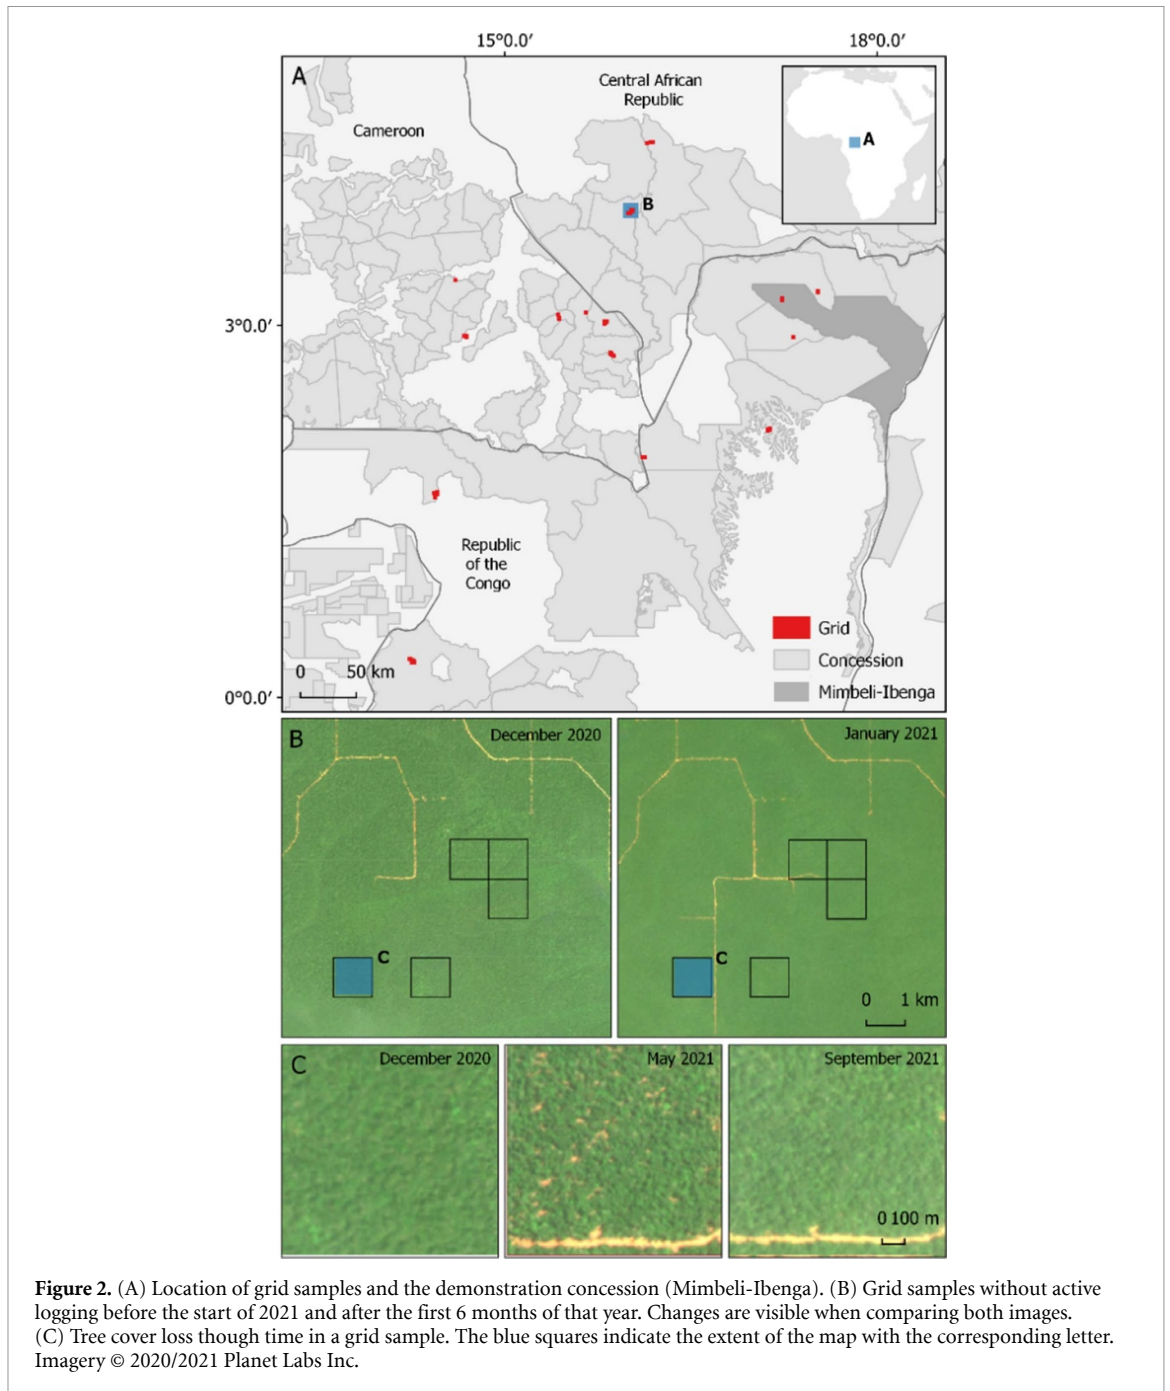 15°0.0′ 18°0.0′
A
Central African
Republic
Cameroon
A
B
3°0.0′
Republic
of the
Congo
Grid
Concession
Mimbeli-Ibenga
0 50 km
0°0.0′
B December 2020
January 2021
C
C
0 1 km
C December 2020
May 2021
September 2021
0 100 m
Figure 2. (A) Location of grid samples and the demonstration concession (Mimbeli-Ibenga). (B) Grid samples without active
logging before the start of 2021 and after the first 6 months of that year. Changes are visible when comparing both images.
(C) Tree cover loss though time in a grid sample. The blue squares indicate the extent of the map with the corresponding letter.
Imagery © 2020/2021 Planet Labs Inc.